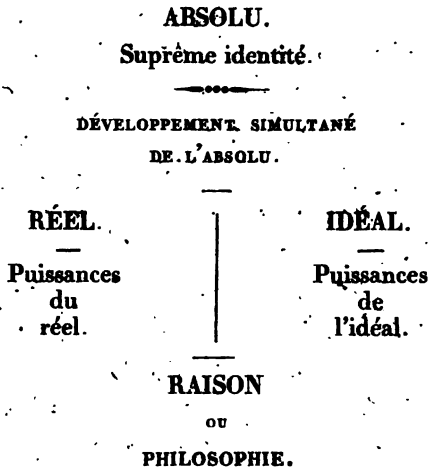 ABSOLU.
Suprême identité.
DÉVELOPPEMENT SIMULTANÉ
DE L'ABSOLU.
RÉEL.
Puissances
du
réel.
IDÉAL.
Puissances
de
l'idéal.
RAISON
OU
PHILOSOPHIE.